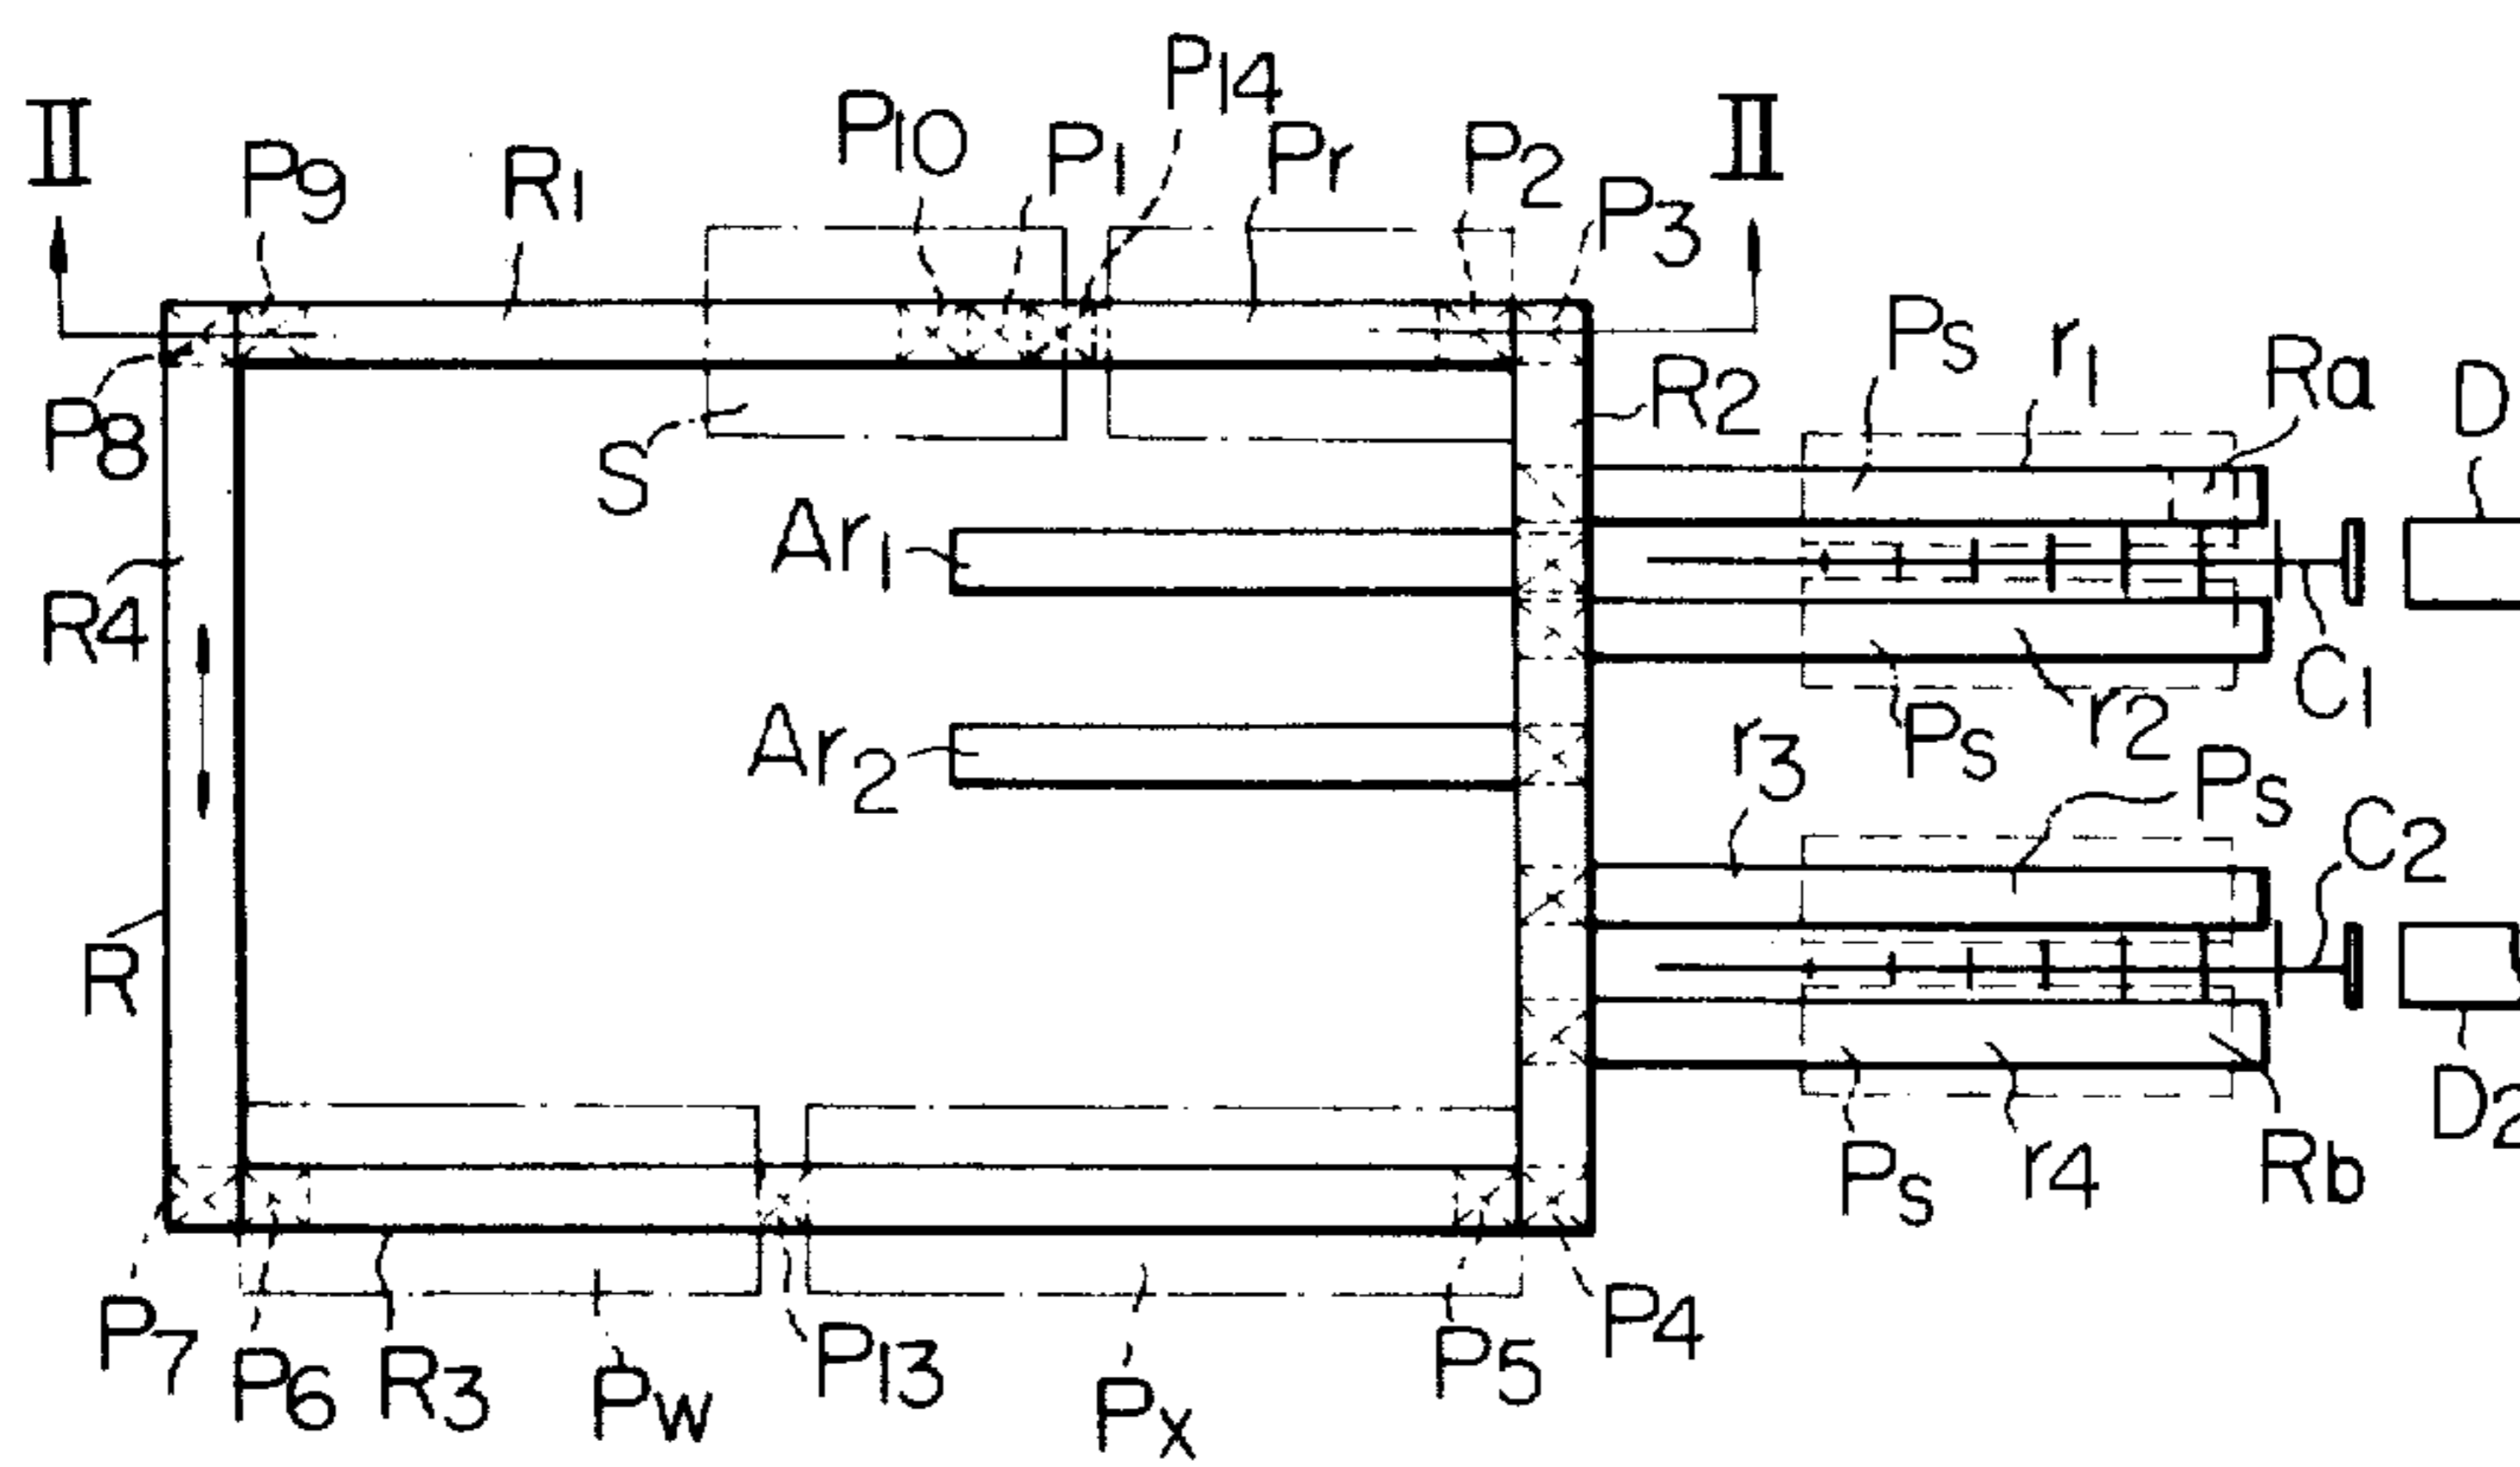 P14
II P9 R1 P10 P1 Pr P2 II
P3
Ps r1 Ra D
R2
P8 S
Ar1
R4 C1
Ar2 r3 Ps r2
Ps C2
R
D2
Ps r4 Rb
P7 P6 R3 Pw P13 Px P5 P4